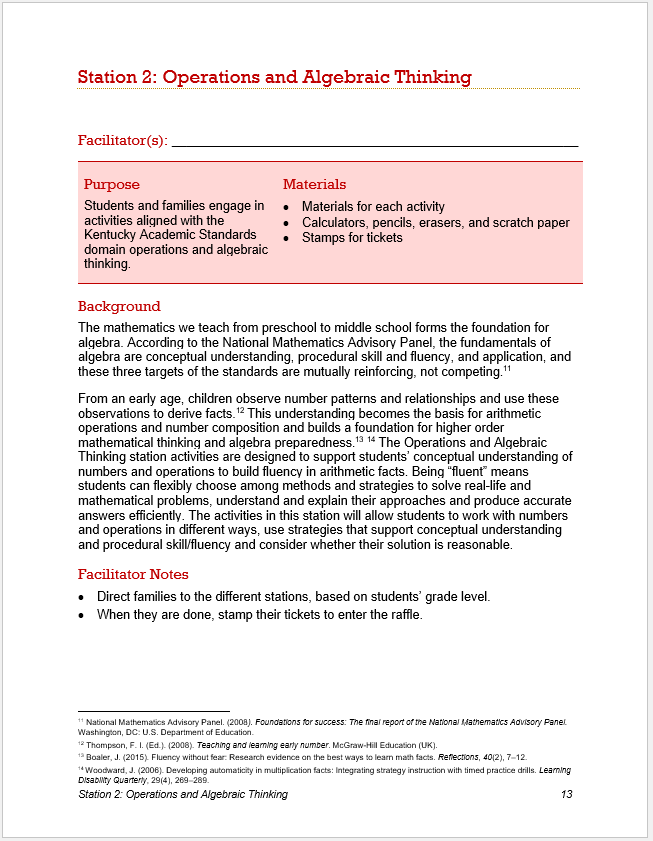 Station 2: Operations and Algebraic Thinking
Facilitator(s): ___________________________________________________
Purpose
Students and families engage in
activities aligned with the
Kentucky Academic Standards
domain operations and algebraic
thinking.
Materials
• Materials for each activity
• Calculators, pencils, erasers, and scratch paper
• Stamps for tickets
Background
The mathematics we teach from preschool to middle school forms the foundation for
algebra. According to the National Mathematics Advisory Panel, the fundamentals of
algebra are conceptual understanding, procedural skill and fluency, and application, and
these three targets of the standards are mutually reinforcing, not competing.11
From an early age, children observe number patterns and relationships and use these
observations to derive facts.12 This understanding becomes the basis for arithmetic
operations and number composition and builds a foundation for higher order
mathematical thinking and algebra preparedness.13 14 The Operations and Algebraic
Thinking station activities are designed to support students’ conceptual understanding of
numbers and operations to build fluency in arithmetic facts. Being “fluent” means
students can flexibly choose among methods and strategies to solve real-life and
mathematical problems, understand and explain their approaches and produce accurate
answers efficiently. The activities in this station will allow students to work with numbers
and operations in different ways, use strategies that support conceptual understanding
and procedural skill/fluency and consider whether their solution is reasonable.
Facilitator Notes
• Direct families to the different stations, based on students’ grade level.
• When they are done, stamp their tickets to enter the raffle.
11 National Mathematics Advisory Panel. (2008). Foundations for success: The final report of the National Mathematics Advisory Panel.
Washington, DC: U.S. Department of Education.
12 Thompson, F. I. (Ed.). (2008). Teaching and learning early number. McGraw-Hill Education (UK).
13 Boaler, J. (2015). Fluency without fear: Research evidence on the best ways to learn math facts. Reflections, 40(2), 7–12.
14 Woodward, J. (2006). Developing automaticity in multiplication facts: Integrating strategy instruction with timed practice drills. Learning
Disability Quarterly, 29(4), 269–289.
Station 2: Operations and Algebraic Thinking 13